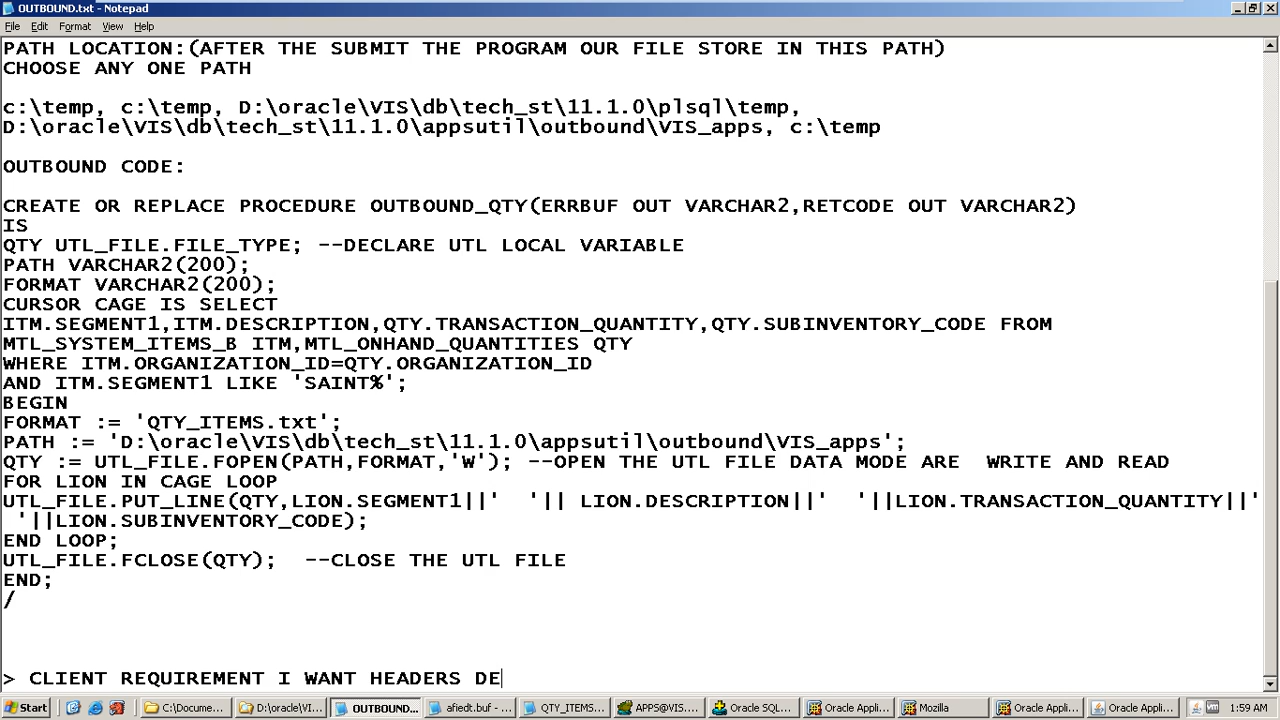 OUTBOUND.txt - Notepad
File Edit Format View Help
PATH LOCATION:(AFTER THE SUBMIT THE PROGRAM OUR FILE STORE IN THIS PATH)
CHOOSE ANY ONE PATH
c:\temp, c:\temp, D:\oracle\VIS\db\tech_st\11.1.0\plsql\temp,
D:\oracle\VIS\db\tech_st\11.1.0\appsutil\outbound\VIS_apps, c:\temp
OUTBOUND CODE:
CREATE OR REPLACE PROCEDURE OUTBOUND_QTY(ERRBUF OUT VARCHAR2,RETCODE OUT VARCHAR2)
IS
QTY UTL_FILE.FILE_TYPE; --DECLARE UTL LOCAL VARIABLE
PATH VARCHAR2(200);
FORMAT VARCHAR2(200);
CURSOR CAGE IS SELECT
ITM.SEGMENT1,ITM.DESCRIPTION,QTY.TRANSACTION_QUANTITY,QTY.SUBINVENTORY_CODE FROM
MTL_SYSTEM_ITEMS_B ITM,MTL_ONHAND_QUANTITIES QTY
WHERE ITM.ORGANIZATION_ID=QTY.ORGANIZATION_ID
AND ITM.SEGMENT1 LIKE 'SAINT%';
BEGIN
FORMAT := 'QTY_ITEMS.txt';
PATH := 'D:\oracle\VIS\db\tech_st\11.1.0\appsutil\outbound\VIS_apps';
QTY := UTL_FILE.FOPEN(PATH,FORMAT,'W'); --OPEN THE UTL FILE DATA MODE ARE  WRITE AND READ
FOR LION IN CAGE LOOP
UTL_FILE.PUT_LINE(QTY,LION.SEGMENT1||'  '|| LION.DESCRIPTION||'  '||LION.TRANSACTION_QUANTITY||'
 '||LION.SUBINVENTORY_CODE);
END LOOP;
UTL_FILE.FCLOSE(QTY);  --CLOSE THE UTL FILE
END;
/
> CLIENT REQUIREMENT I WANT HEADERS DE
Start C:\Docume... D:\oracle\VI... OUTBOUND... afiedt.buf - ... QTY_ITEMS... APPS@VIS.... Oracle SQL... Oracle Appli... Mozilla Oracle Appl... Oracle Appl... 1:59 AM